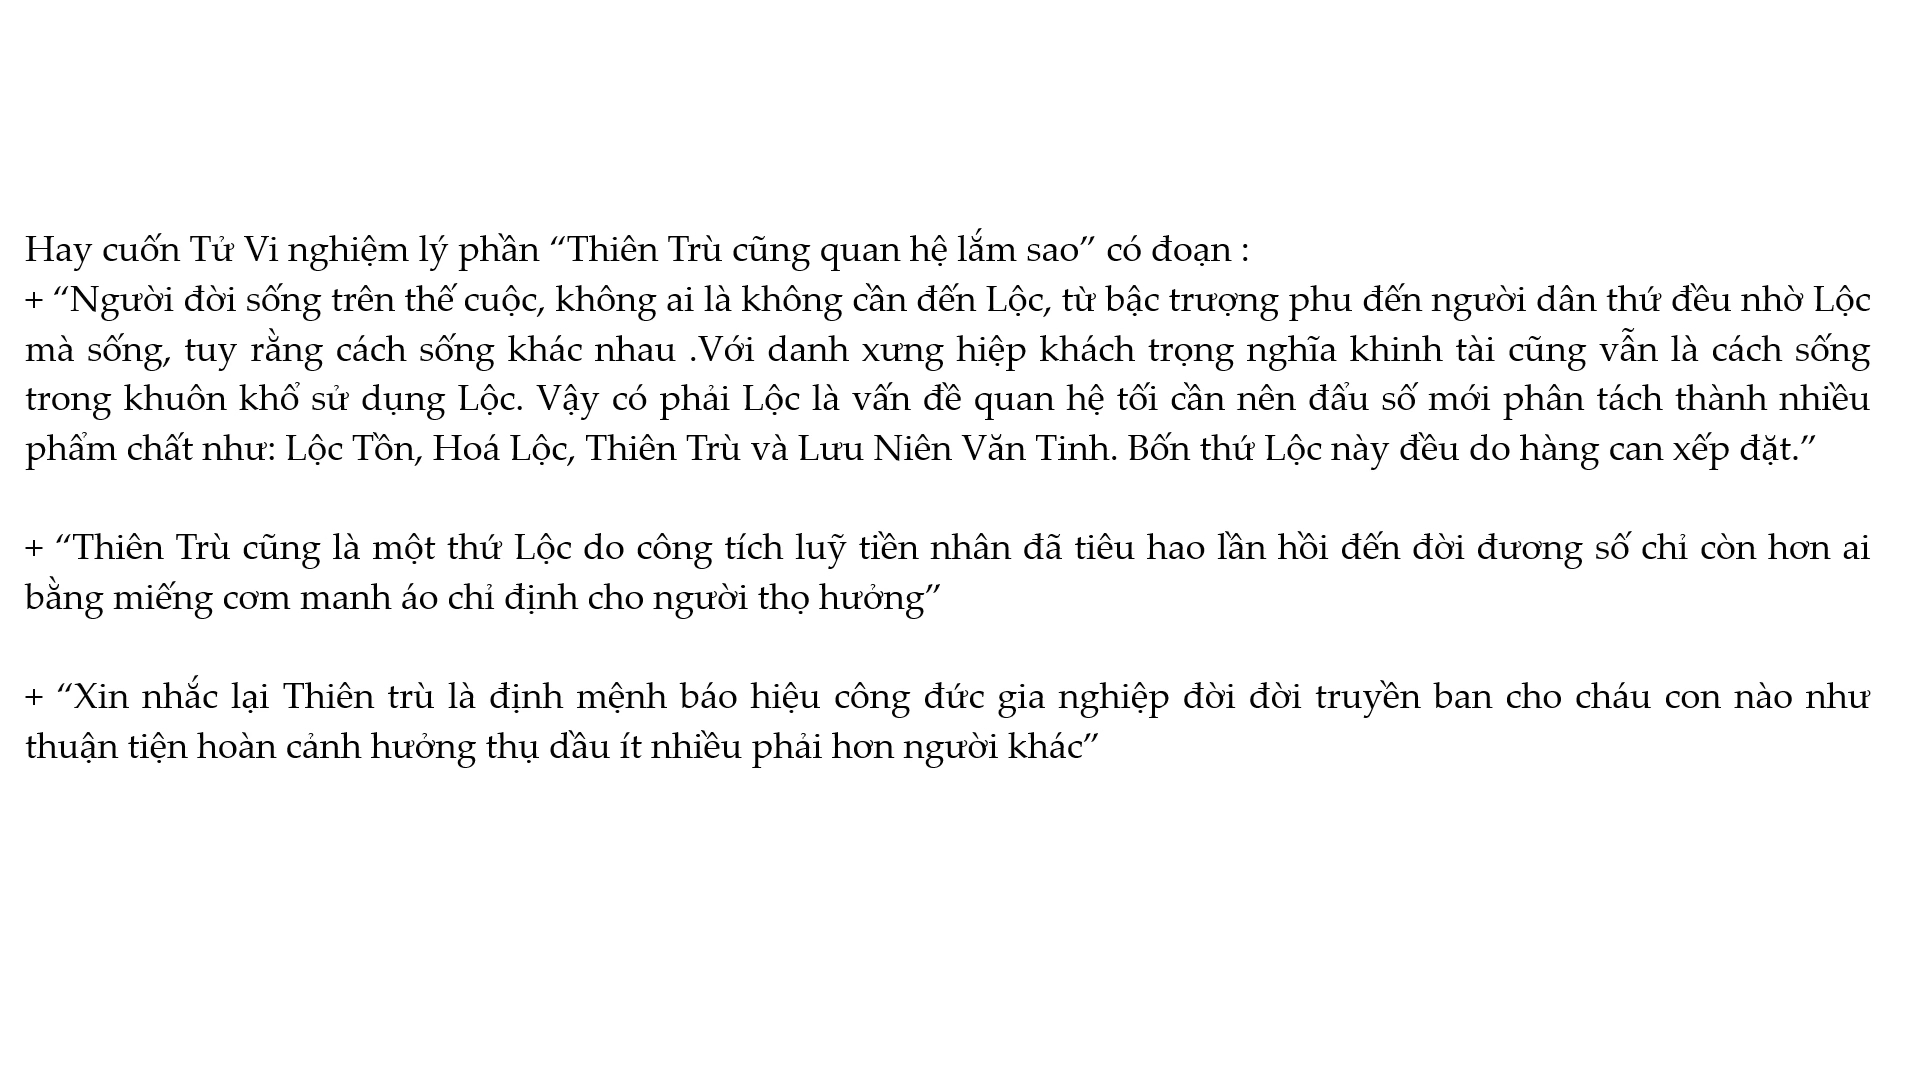 Hay cuốn Tử Vi nghiệm lý phần “Thiên Trù cũng quan hệ lắm sao” có đoạn :
+ “Người đời sống trên thế cuộc, không ai là không cần đến Lộc, từ bậc trượng phu đến người dân thứ đều nhờ Lộc
mà sống, tuy rằng cách sống khác nhau .Với danh xưng hiệp khách trọng nghĩa khinh tài cũng vẫn là cách sống
trong khuôn khổ sử dụng Lộc. Vậy có phải Lộc là vấn đề quan hệ tối cần nên đẩu số mới phân tách thành nhiều
phẩm chất như: Lộc Tồn, Hoá Lộc, Thiên Trù và Lưu Niên Văn Tinh. Bốn thứ Lộc này đều do hàng can xếp đặt.”
+ “Thiên Trù cũng là một thứ Lộc do công tích luỹ tiền nhân đã tiêu hao lần hồi đến đời đương số chỉ còn hơn ai
bằng miếng cơm manh áo chỉ định cho người thọ hưởng”
+ “Xin nhắc lại Thiên trù là định mệnh báo hiệu công đức gia nghiệp đời đời truyền ban cho cháu con nào như
thuận tiện hoàn cảnh hưởng thụ dầu ít nhiều phải hơn người khác”